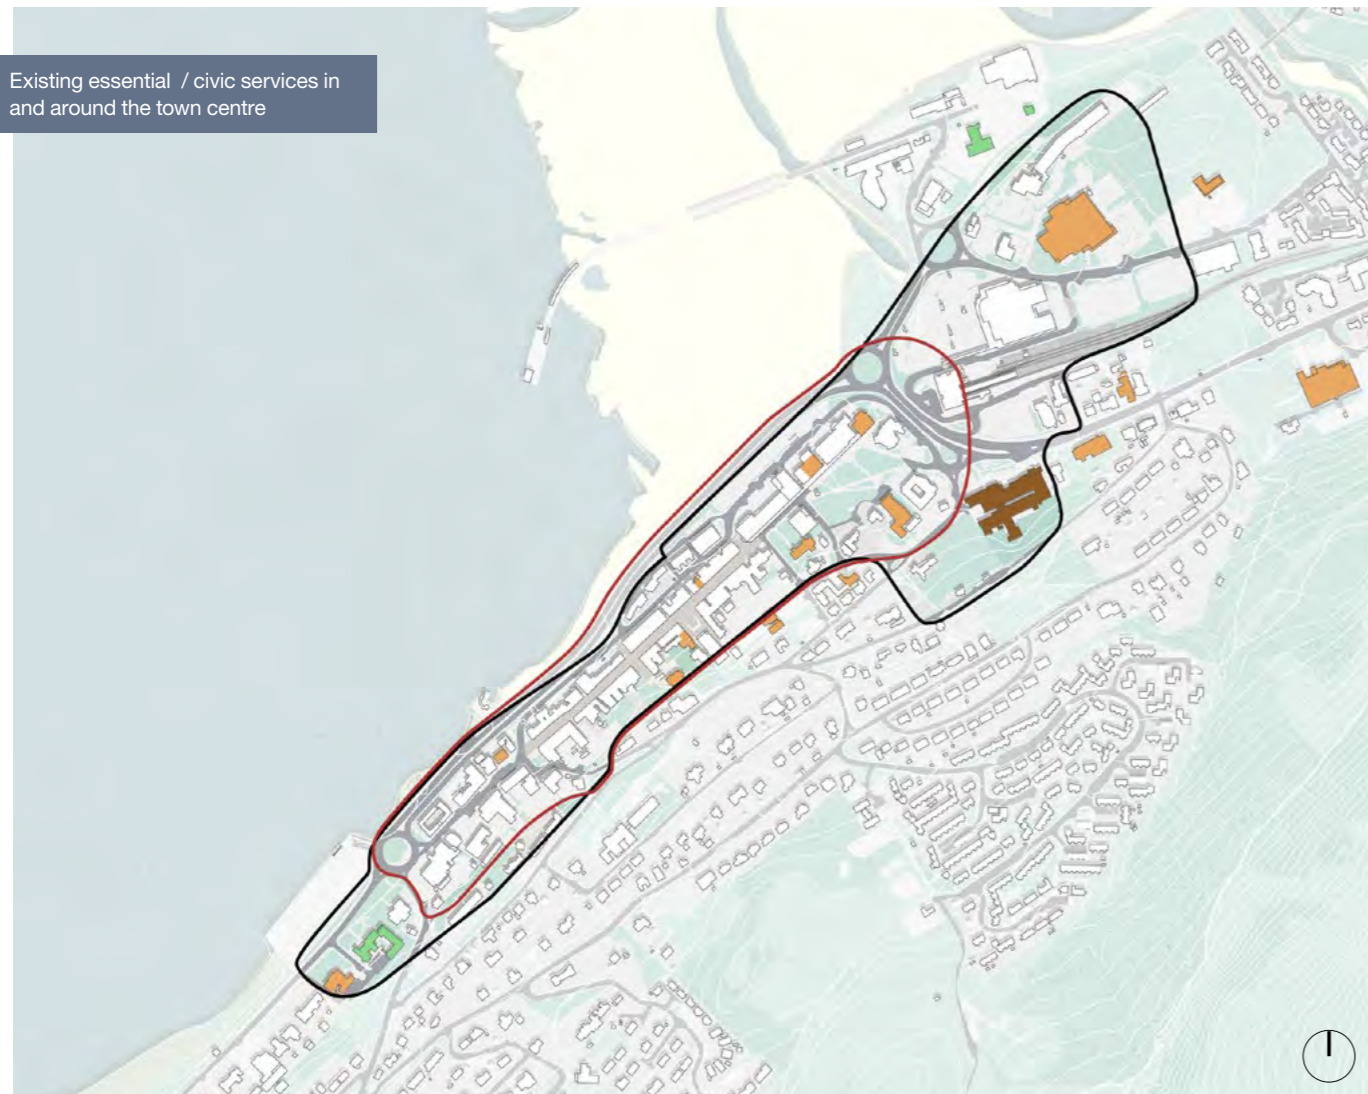 Existing essential / civic services in
and around the town centre